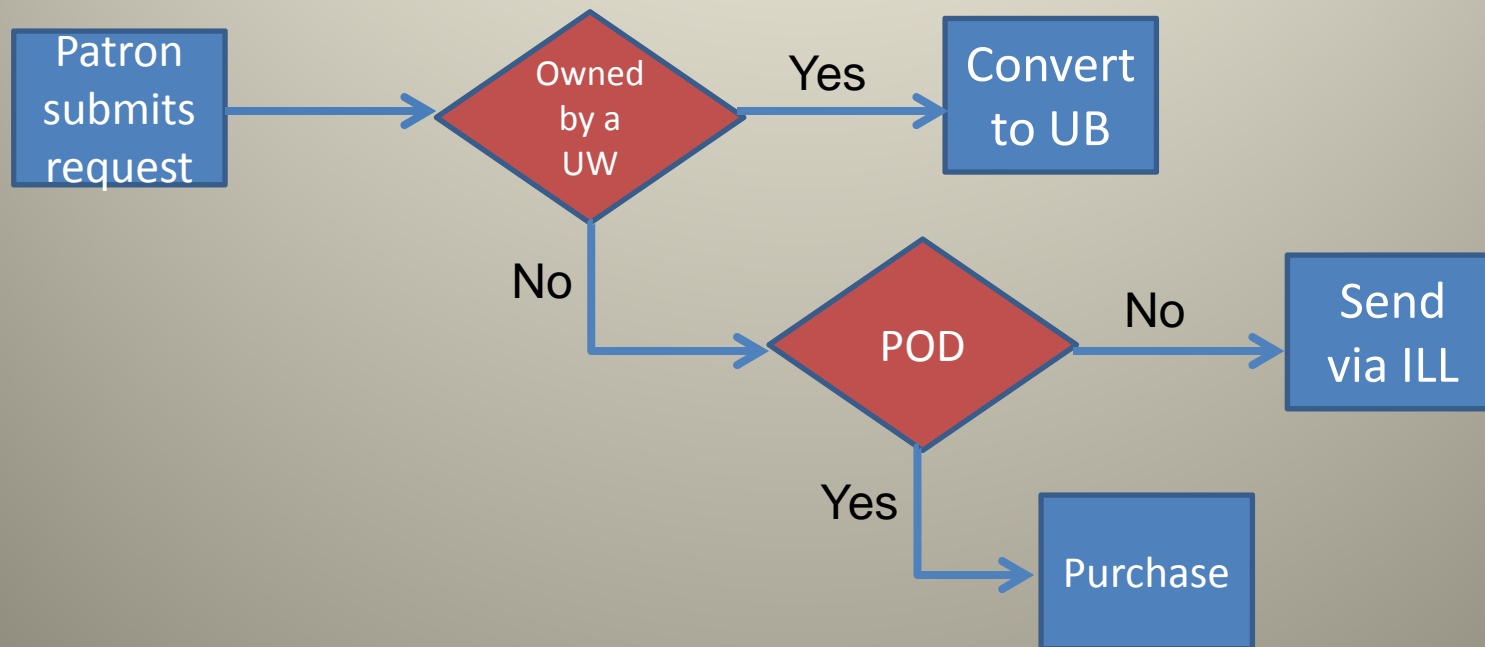 Patron
submits
request
Owned
by a
UW
Yes
Convert
to UB
No
POD
No
Send
via ILL
Yes
Purchase